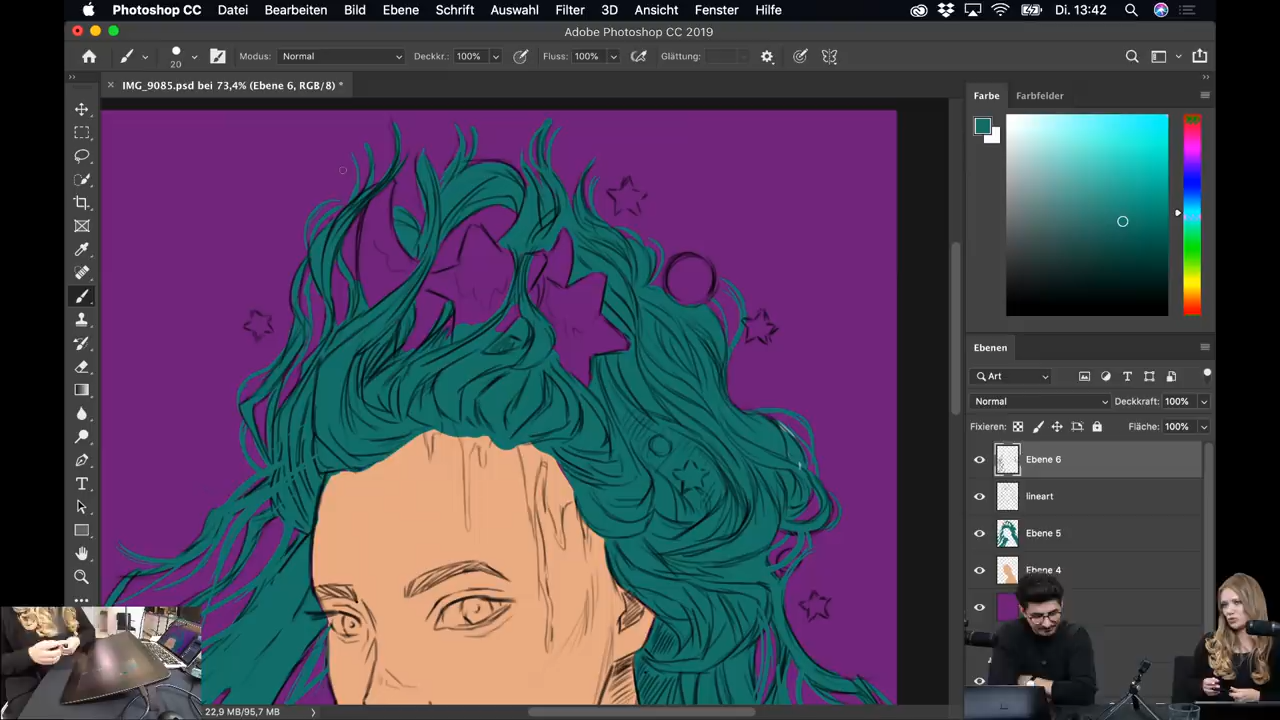 Photoshop CC Datei Bearbeiten Bild Ebene Schrift Auswahl Filter 3D Ansicht Fenster Hilfe Di. 13:42
Adobe Photoshop CC 2019
20 Modus: Normal Deckkr.: 100% Fluss: 100% Glättung:
IMG_9085.psd bei 73,4% (Ebene 6, RGB/8) *
Farbe Farbfelder
Ebenen
Art
Normal Deckkraft: 100%
Fixieren: Fläche: 100%
Ebene 6
lineart
Ebene 5
Ebene 4
22,9 MB/95,7 MB